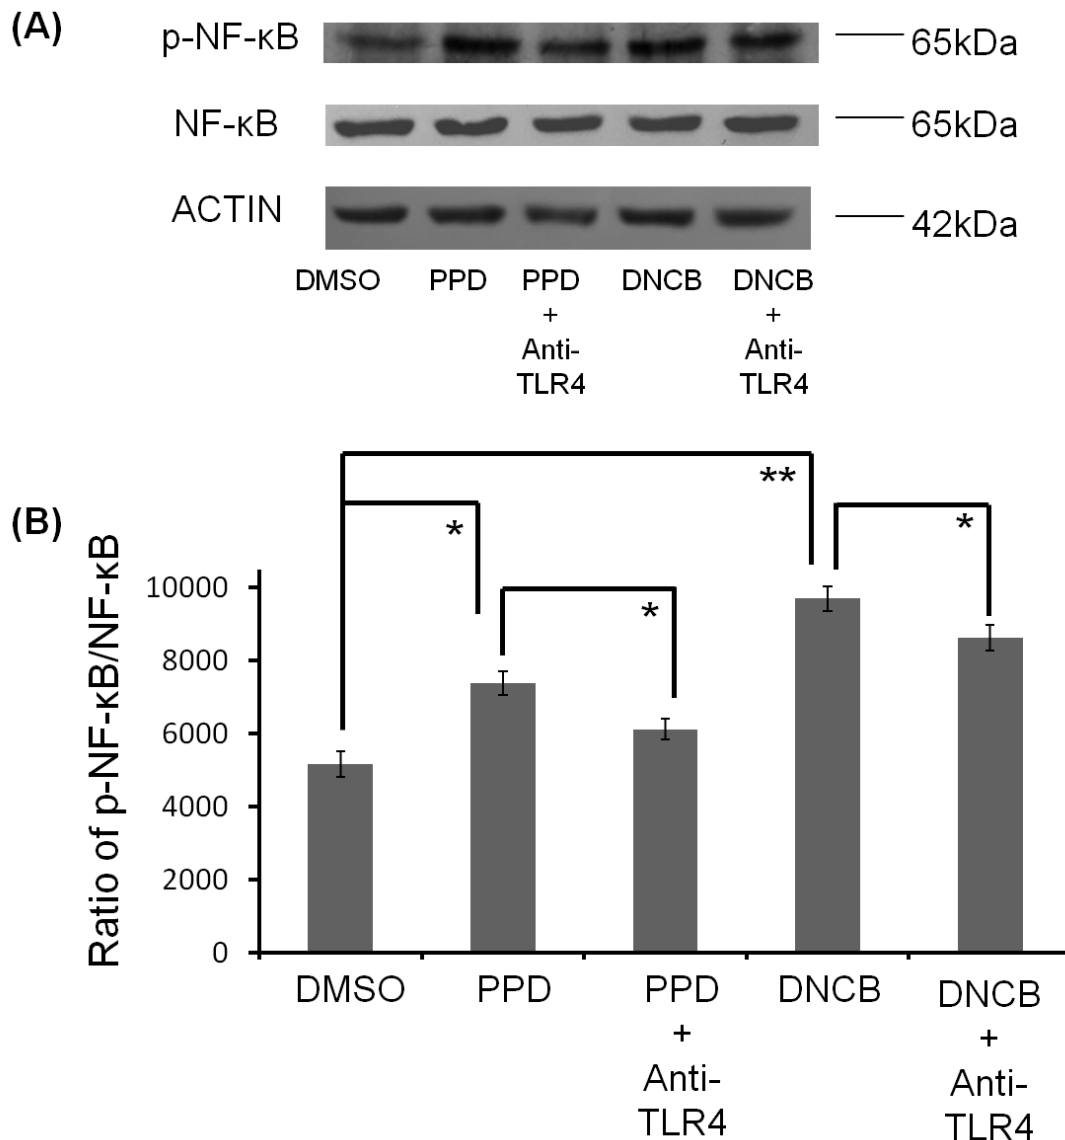 (A)
p-NF-κB
65kDa
NF-κB
65kDa
ACTIN
42kDa
DMSO
PPD
PPD
+
Anti-
TLR4
DNCB
DNCB
+
Anti-
TLR4
(B)
Ratio of p-NF-κB/NF-κB
**
*
*
*
10000
8000
6000
4000
2000
0
DMSO
PPD
PPD
+
Anti-
TLR4
DNCB
DNCB
+
Anti-
TLR4